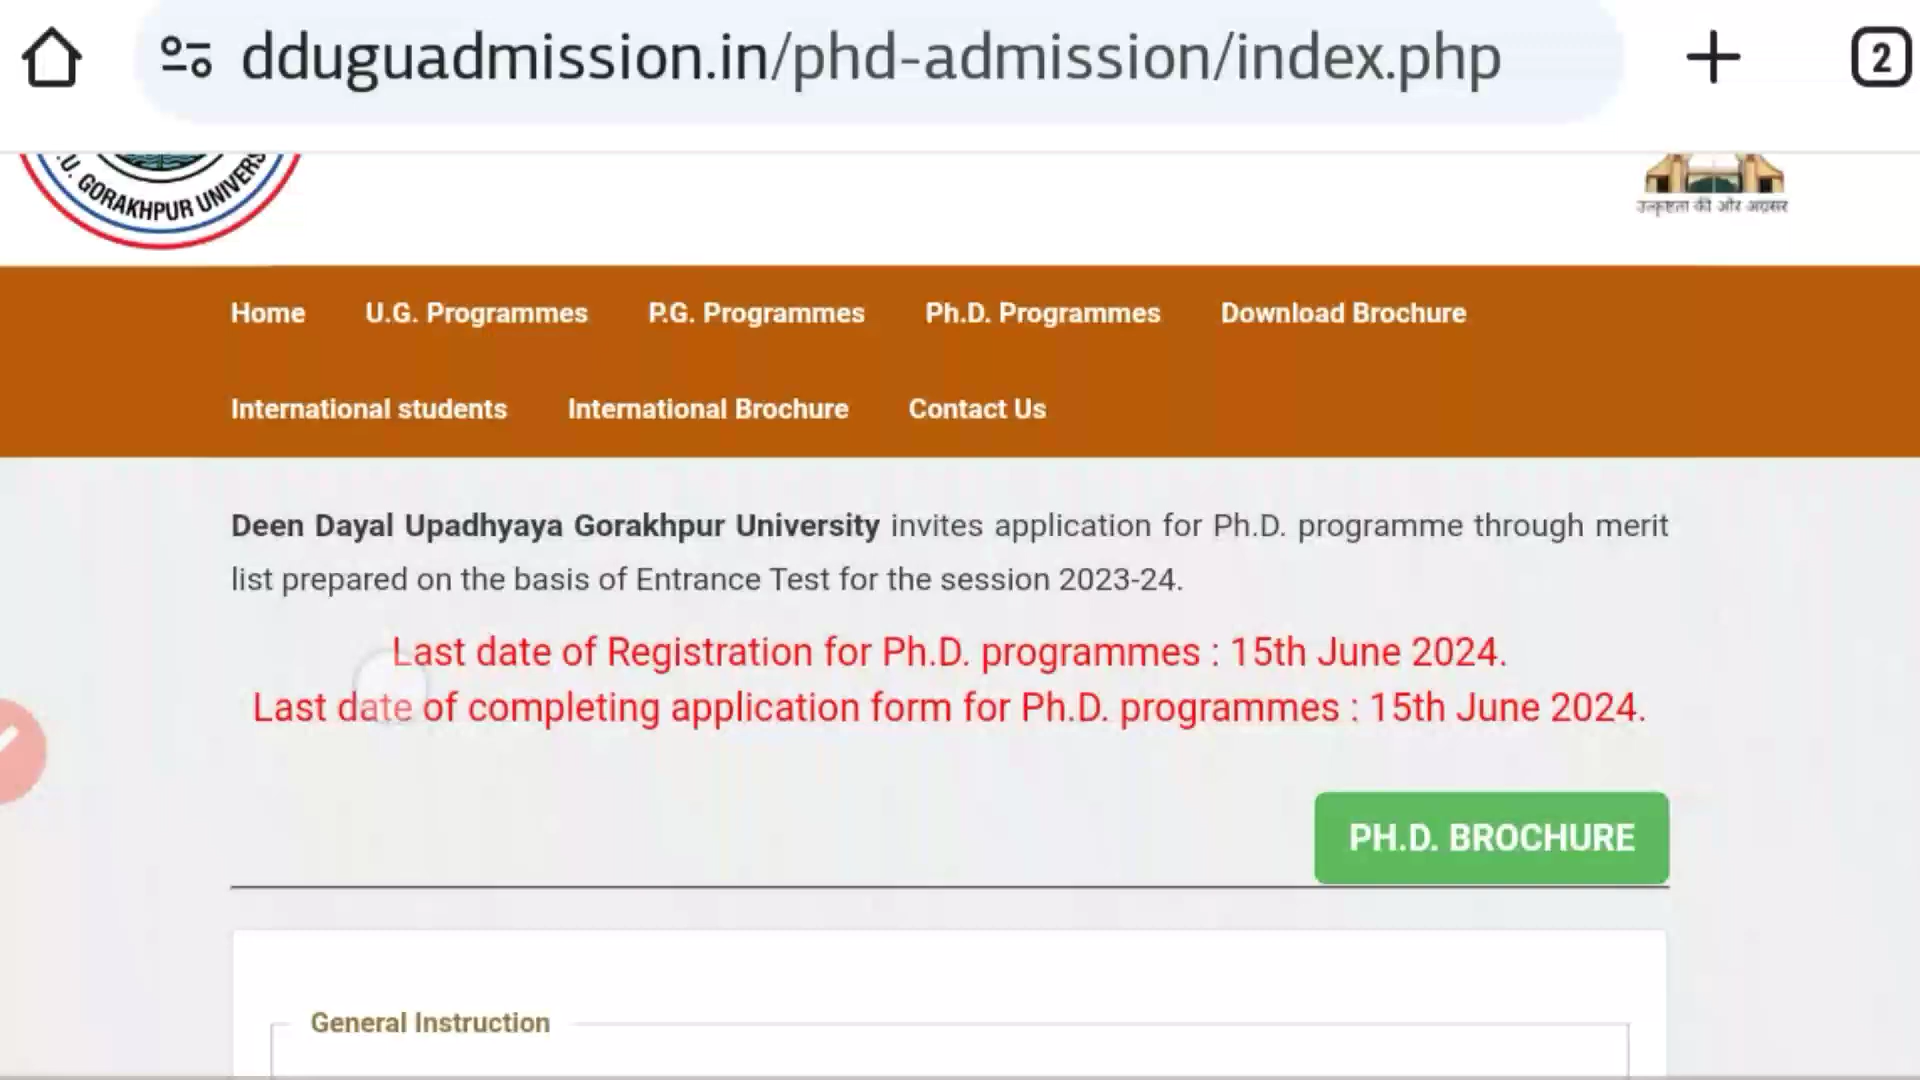 dduguadmission.in/phd-admission/index.php
2
.U. GORAKHPUR UNIVERS
उत्कृष्टता की ओर अग्रसर
Home U.G. Programmes P.G. Programmes Ph.D. Programmes Download Brochure
International students International Brochure Contact Us
Deen Dayal Upadhyaya Gorakhpur University invites application for Ph.D. programme through merit
list prepared on the basis of Entrance Test for the session 2023-24.
Last date of Registration for Ph.D. programmes : 15th June 2024.
Last date of completing application form for Ph.D. programmes : 15th June 2024.
PH.D. BROCHURE
General Instruction